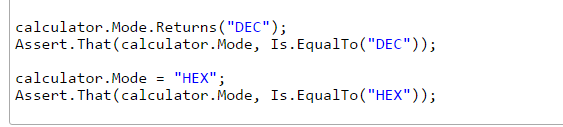 calculator.Mode.Returns("DEC");
Assert.That(calculator.Mode, Is.EqualTo("DEC"));
calculator.Mode = "HEX";
Assert.That(calculator.Mode, Is.EqualTo("HEX"));